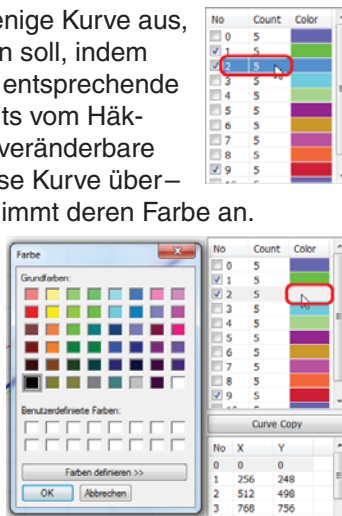 enige Kurve aus,
n soll, indem
entsprechende
ts vom Häk-
veränderbare
se Kurve über–
immt deren Farbe an.
No Count Color
0 5
1 5
2 5
3 5
4 5
5 5
6 5
7 5
8 5
9 5
Farbe
Grundfarben:
Benutzerdefinierte Farben:
Farben definieren >>
OK Abbrechen
No Count Color
0 5
1 5
2 5
3 5
4 5
5 5
6 5
7 5
8 5
9 5
Curve Copy
No X Y
0 0 0
1 256 248
2 512 498
3 768 756